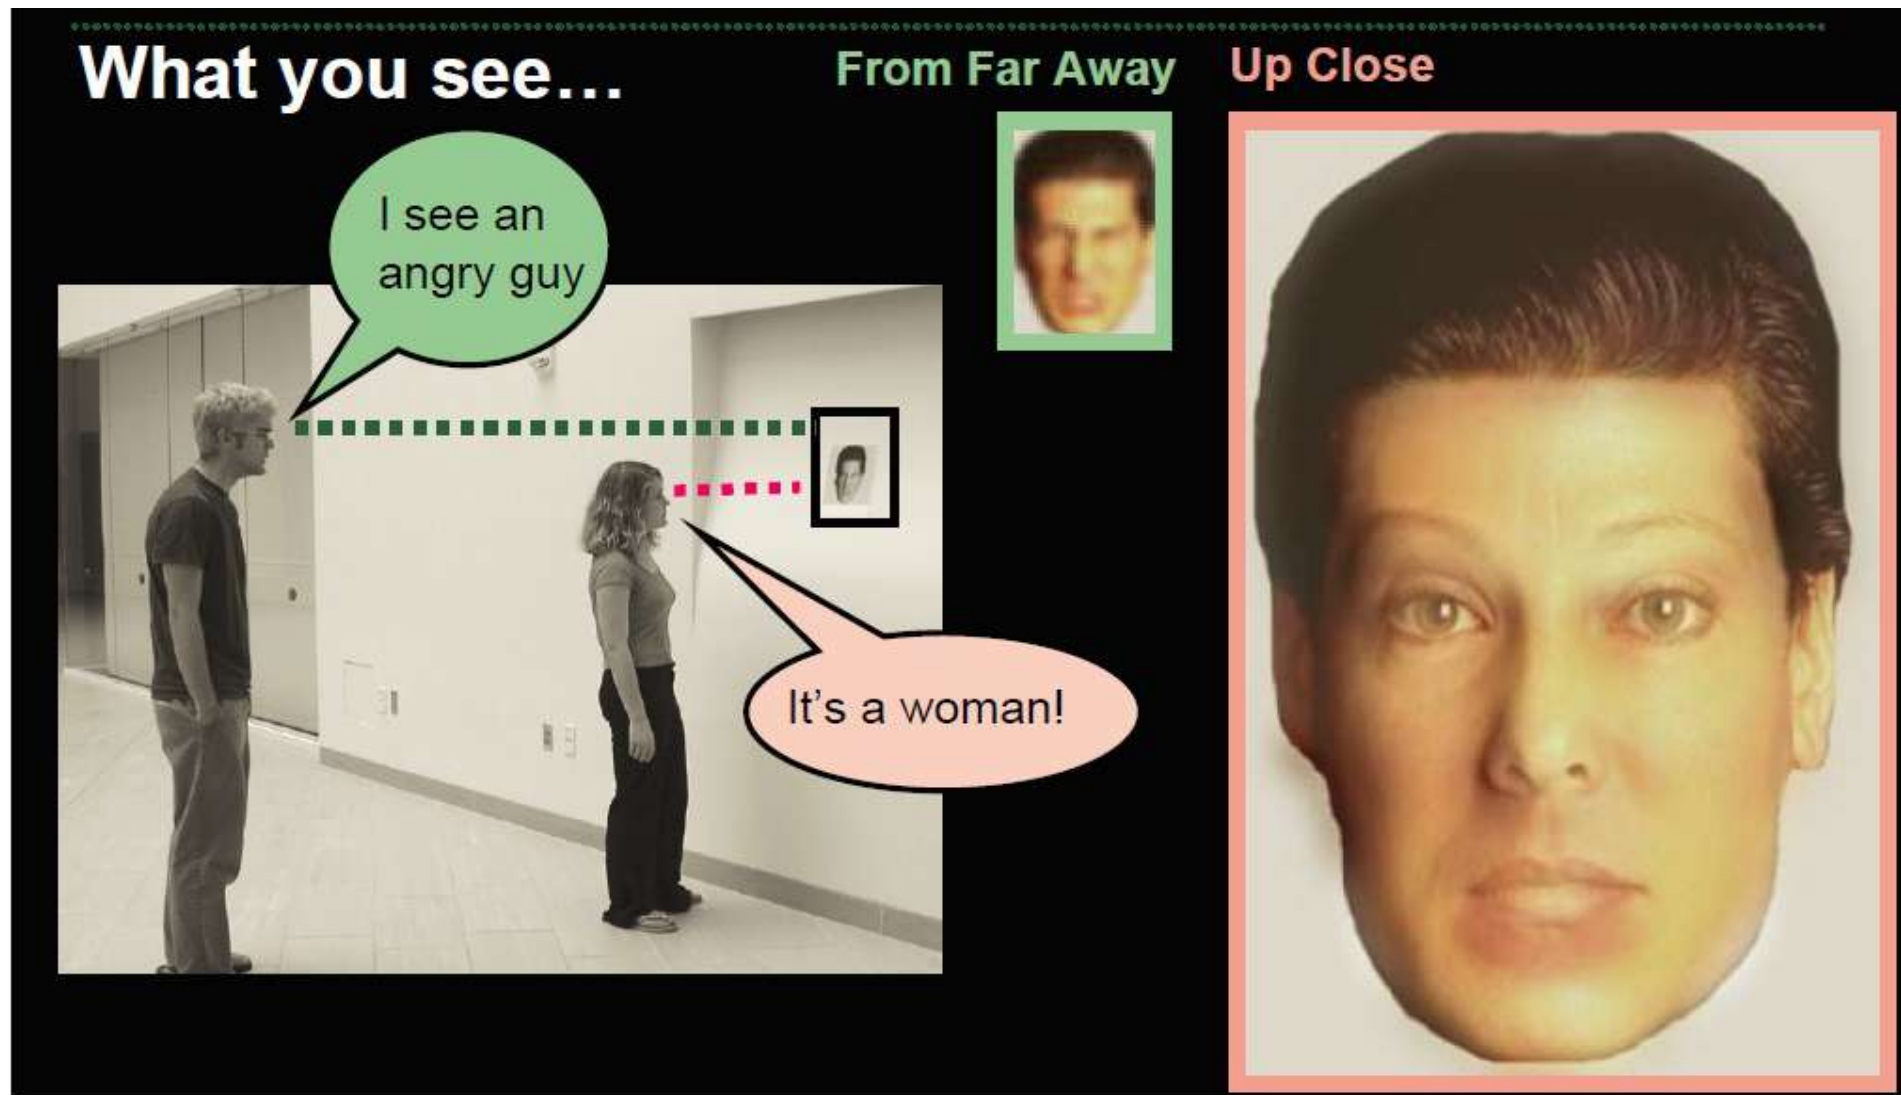 What you see…
From Far Away
Up Close
I see an
angry guy
It's a woman!